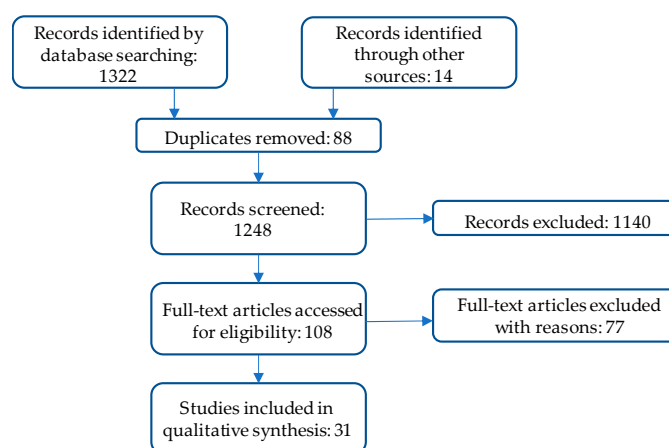 Records identified by
database searching:
1322
Records identified
through other
sources: 14
Duplicates removed: 88
Records screened:
1248
Records excluded: 1140
Full-text articles accessed
for eligibility: 108
Full-text articles excluded
with reasons: 77
Studies included in
qualitative synthesis: 31